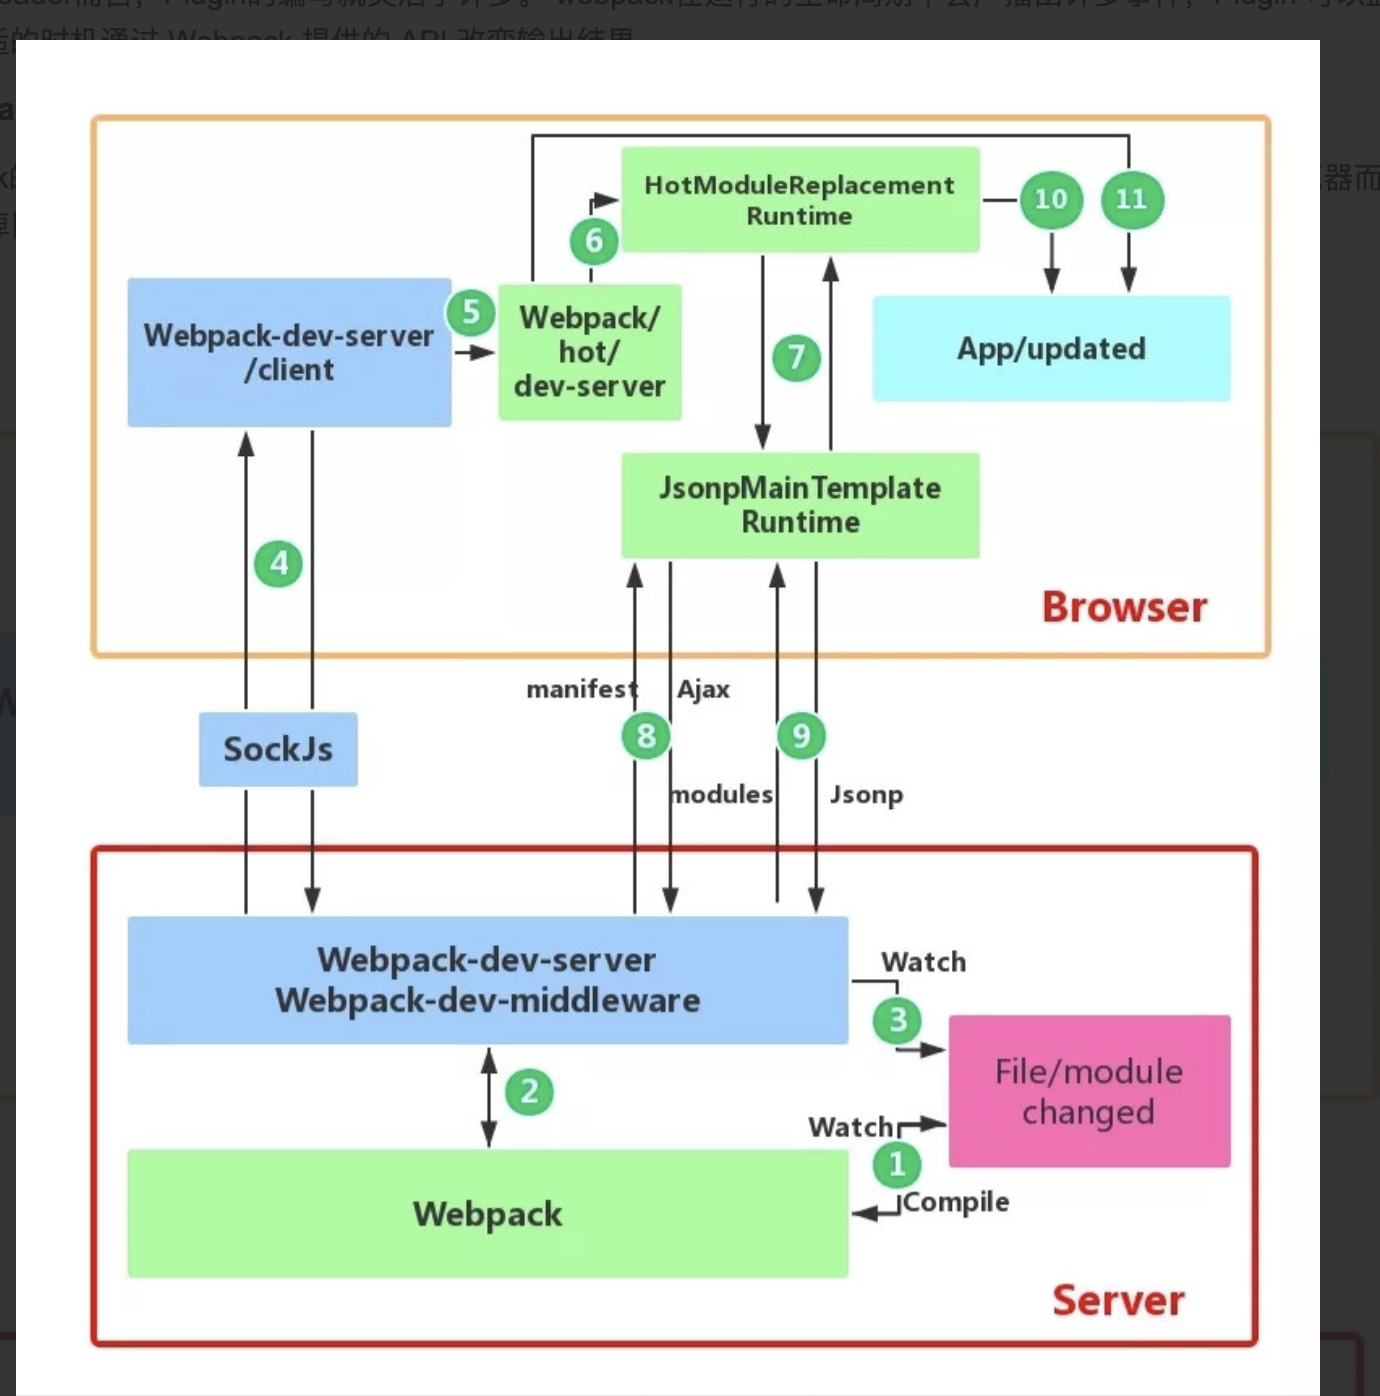 HotModuleReplacement
Runtime
10
11
6
5
Webpack-dev-server
/client
Webpack/
hot/
dev-server
7
App/updated
JsonpMainTemplate
Runtime
4
Browser
manifest
Ajax
8
9
SockJs
modules
Jsonp
Webpack-dev-server
Webpack-dev-middleware
Watch
3
File/module
changed
2
Watch
1
Compile
Webpack
Server